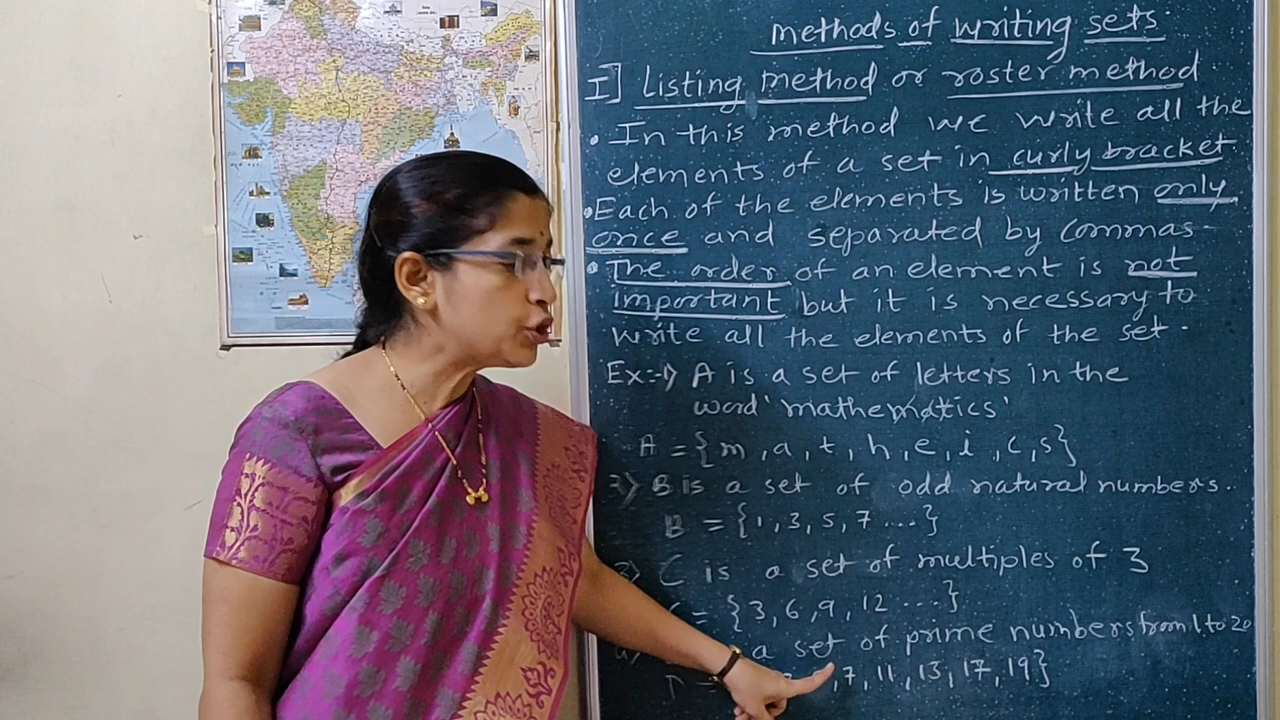 methods of writing sets
I] Listing method or roster method
• In this method we write all the
elements of a set in curly bracket
• Each of the elements is written only
once and separated by commas
• The order of an element is not
important but it is necessary to
write all the elements of the set.
Ex:-1) A is a set of letters in the
word 'mathematics'
A = {m, a, t, h, e, i, c, s}
2) B is a set of odd natural numbers.
B = {1, 3, 5, 7 ...}
3) C is a set of multiples of 3
= {3, 6, 9, 12 ....}
a set of prime numbers from 1 to 20
, 7, 11, 13, 17, 19}